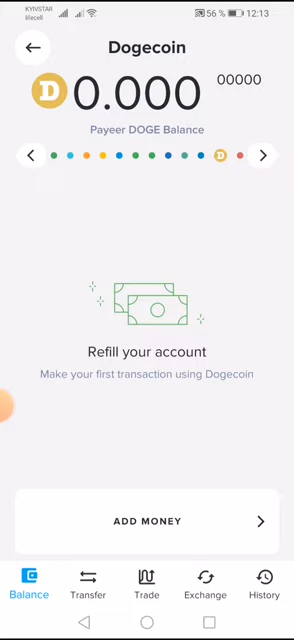 KYIVSTAR
lifecell
56 %
12:13
Dogecoin
0.000 00000
Payeer DOGE Balance
Refill your account
Make your first transaction using Dogecoin
ADD MONEY
Balance Transfer Trade Exchange History